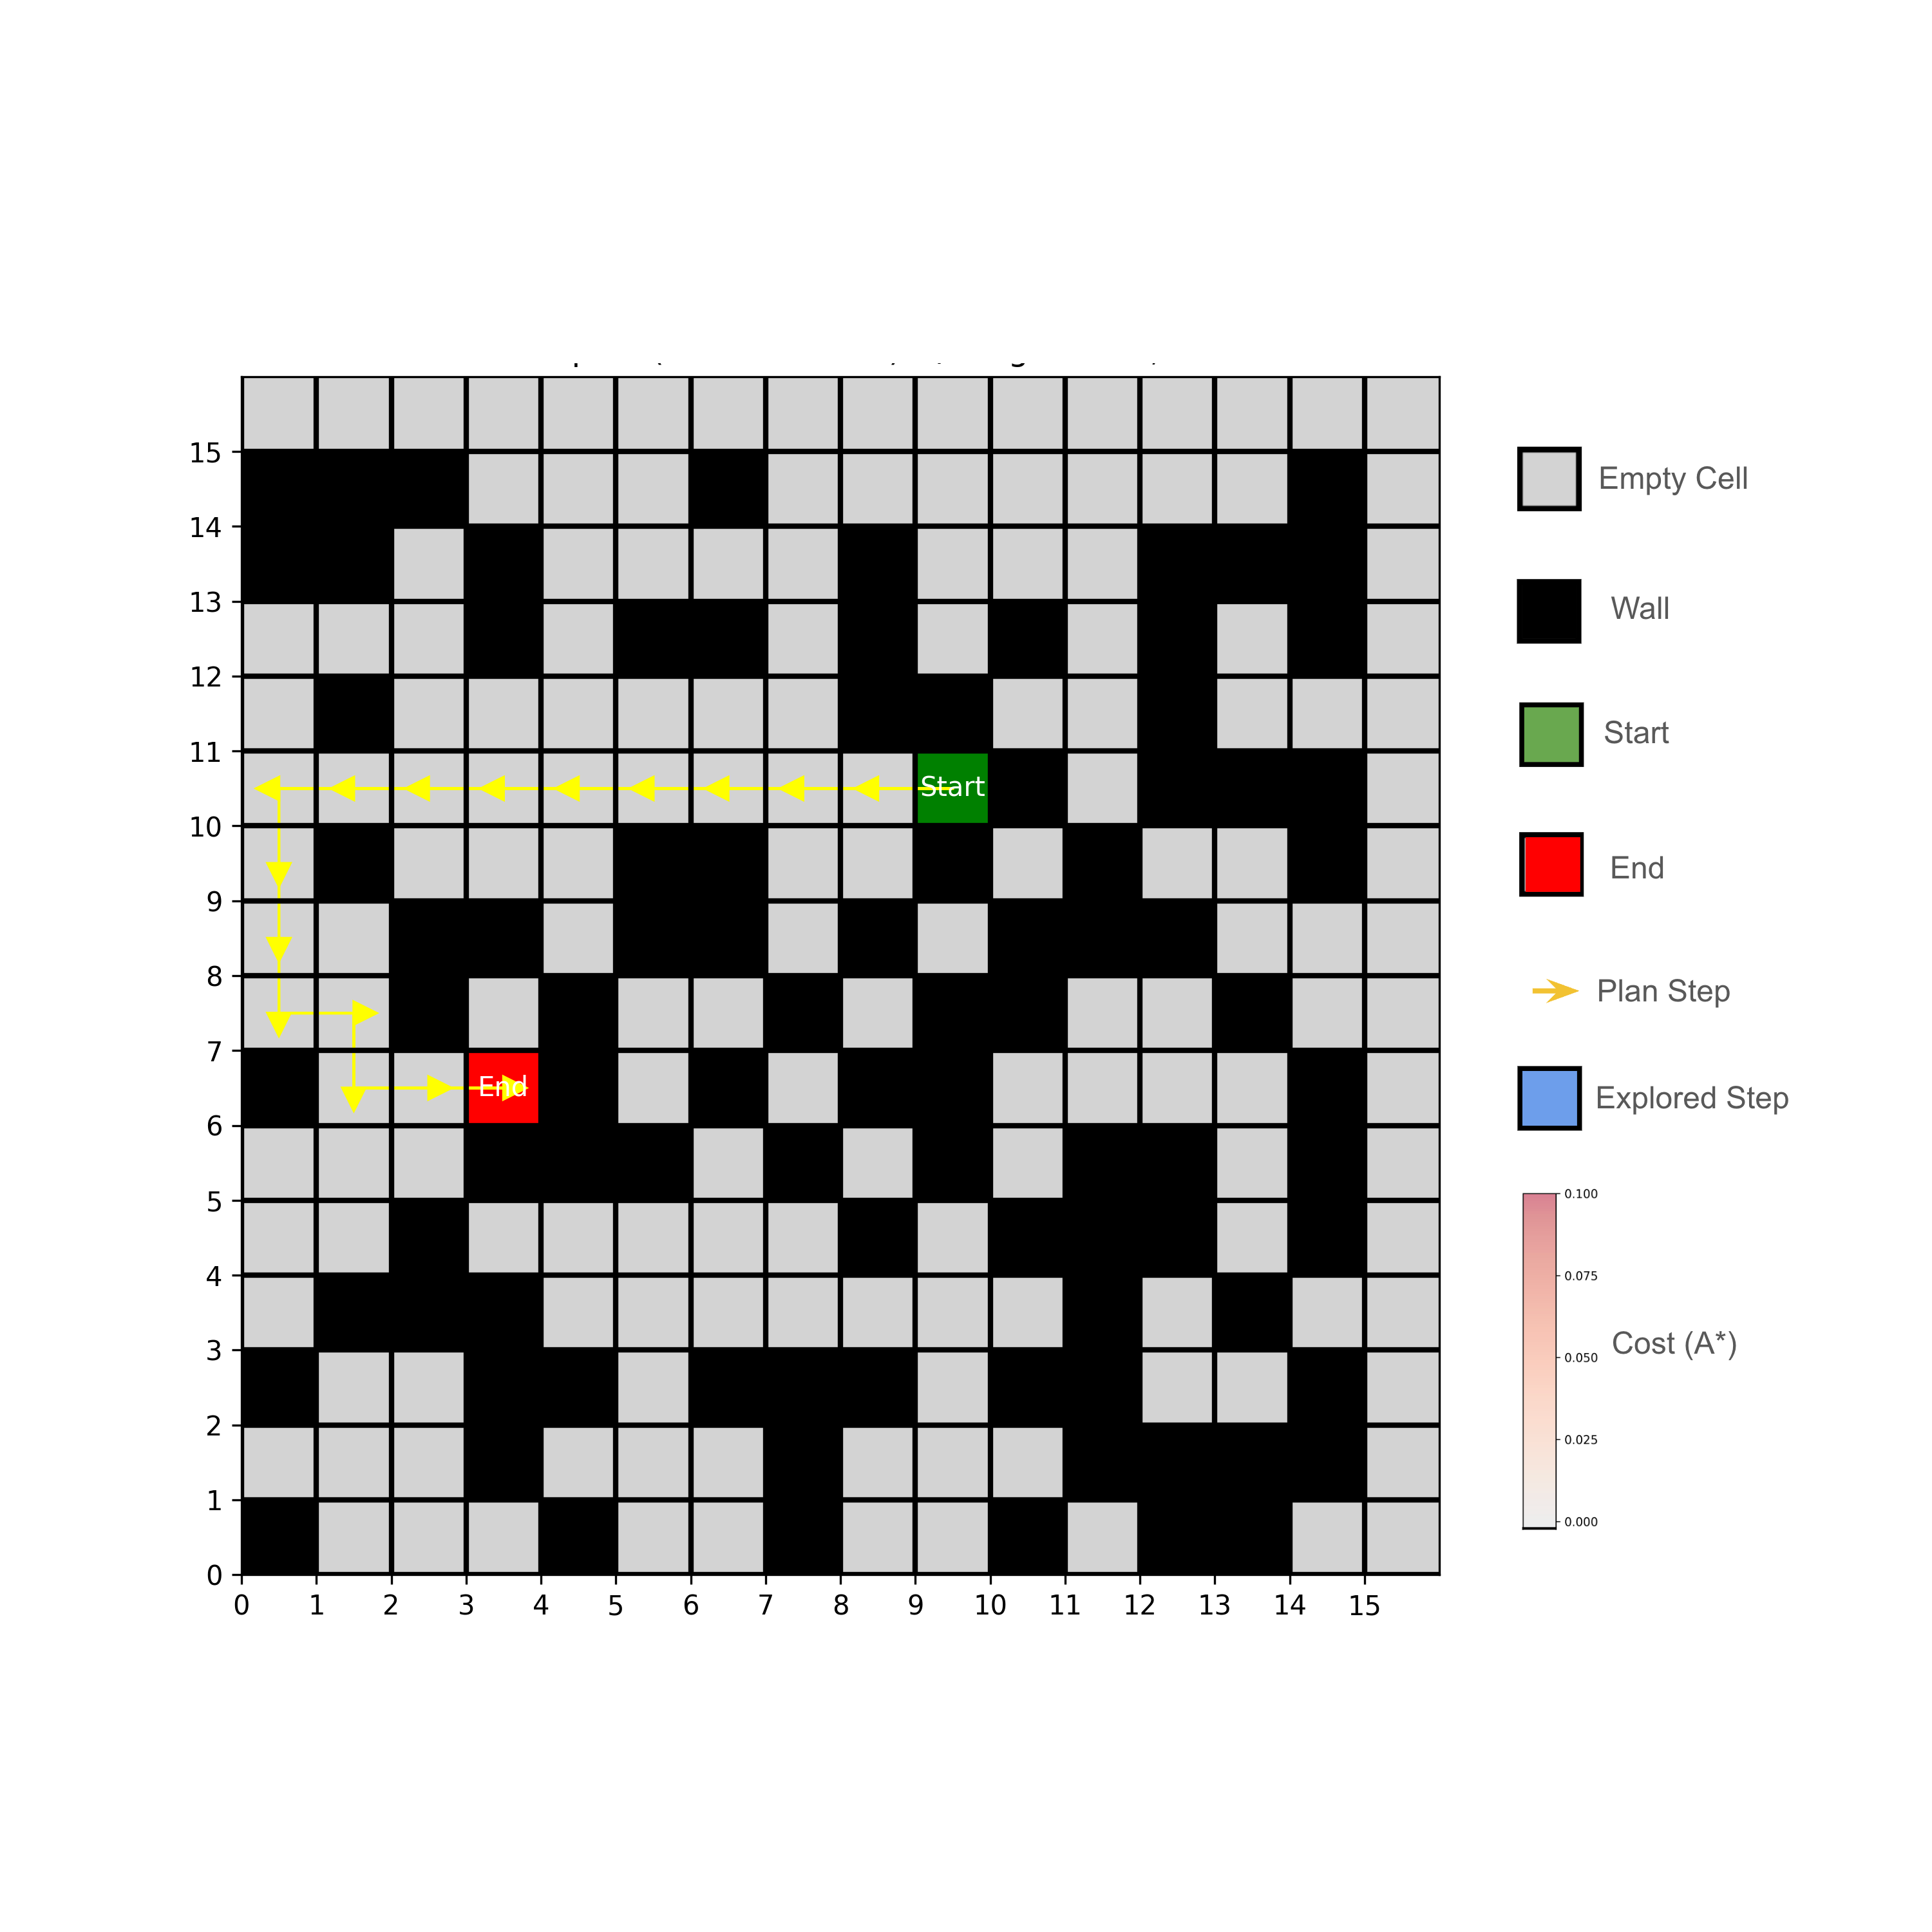 15
14
13
12
11
10
9
8
7
6
5
4
3
2
1
0
0 1 2 3 4 5 6 7 8 9 10 11 12 13 14 15
Start
End
Empty Cell
Wall
Start
End
Plan Step
Explored Step
0.100
0.075
0.050
0.025
0.000
Cost (A*)